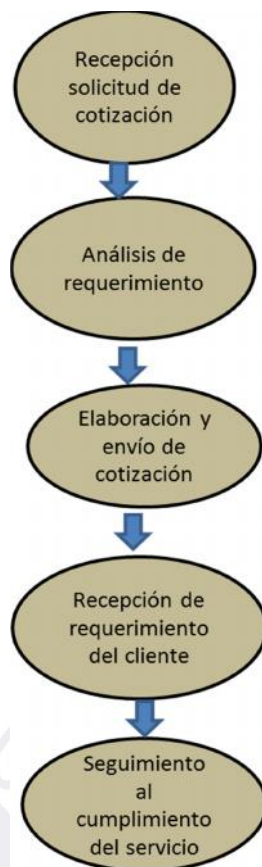 Recepción
solicitud de
cotización
Análisis de
requerimiento
Elaboración y
envío de
cotización
Recepción de
requerimiento
del cliente
Seguimiento
al
cumplimiento
del servicio